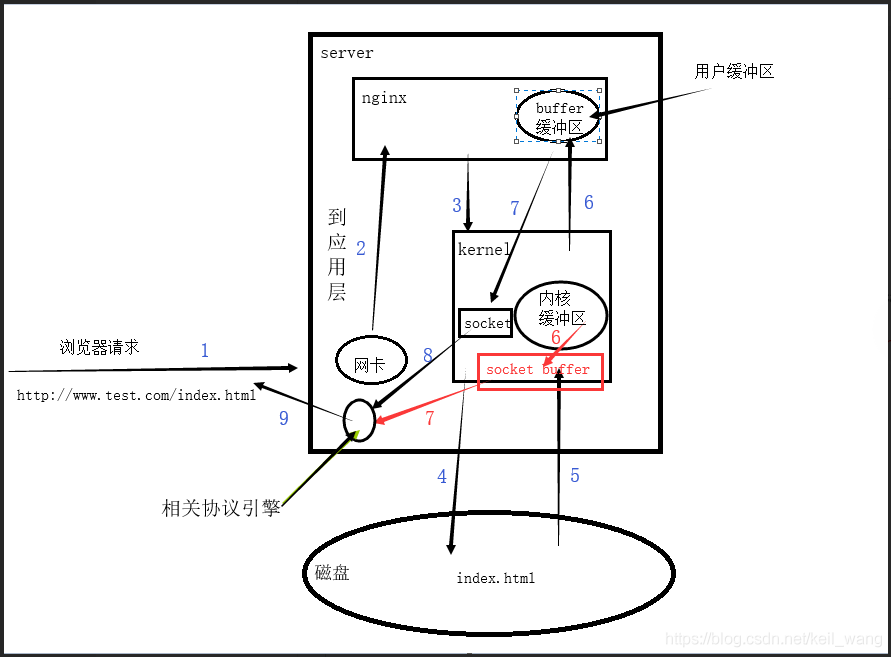 server
用户缓冲区
nginx
buffer
缓冲区
3
7
6
到
应
用
层
2
kernel
内核
缓冲区
socket
6
浏览器请求
1
网卡
8
socket buffer
http://www.test.com/index.html
9
7
4
5
相关协议引擎
磁盘
index.html
https://blog.csdn.net/keil_wang